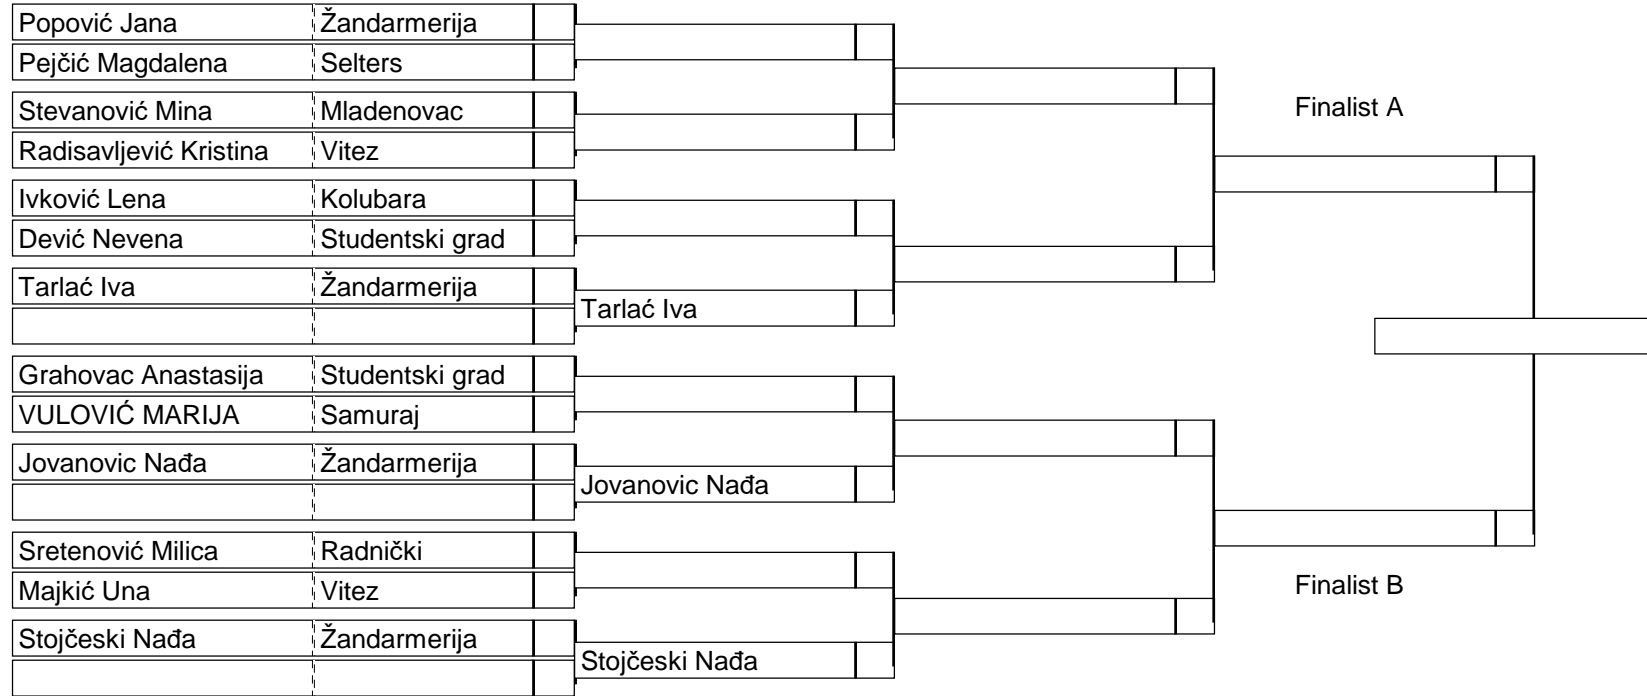 Popović Jana Žandarmerija
Pejčić Magdalena Selters
Stevanović Mina Mladenovac
Finalist A
Radisavljević Kristina Vitez
Ivković Lena Kolubara
Dević Nevena Studentski grad
Tarlać Iva Žandarmerija
Tarlać Iva
Grahovac Anastasija Studentski grad
VULOVIĆ MARIJA Samuraj
Jovanovic Nađa Žandarmerija
Jovanovic Nađa
Sretenović Milica Radnički
Majkić Una Vitez
Finalist B
Stojčeski Nađa Žandarmerija
Stojčeski Nađa